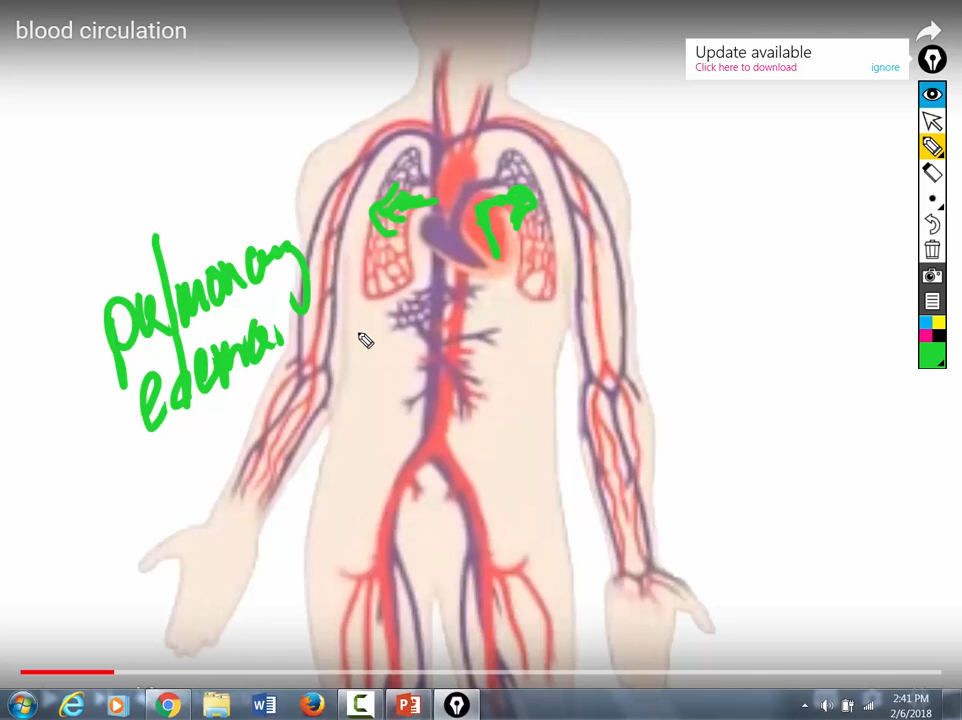 blood circulation
Update available
Click here to download
ignore
pulmonary
edema.
2:41 PM
2/6/2018